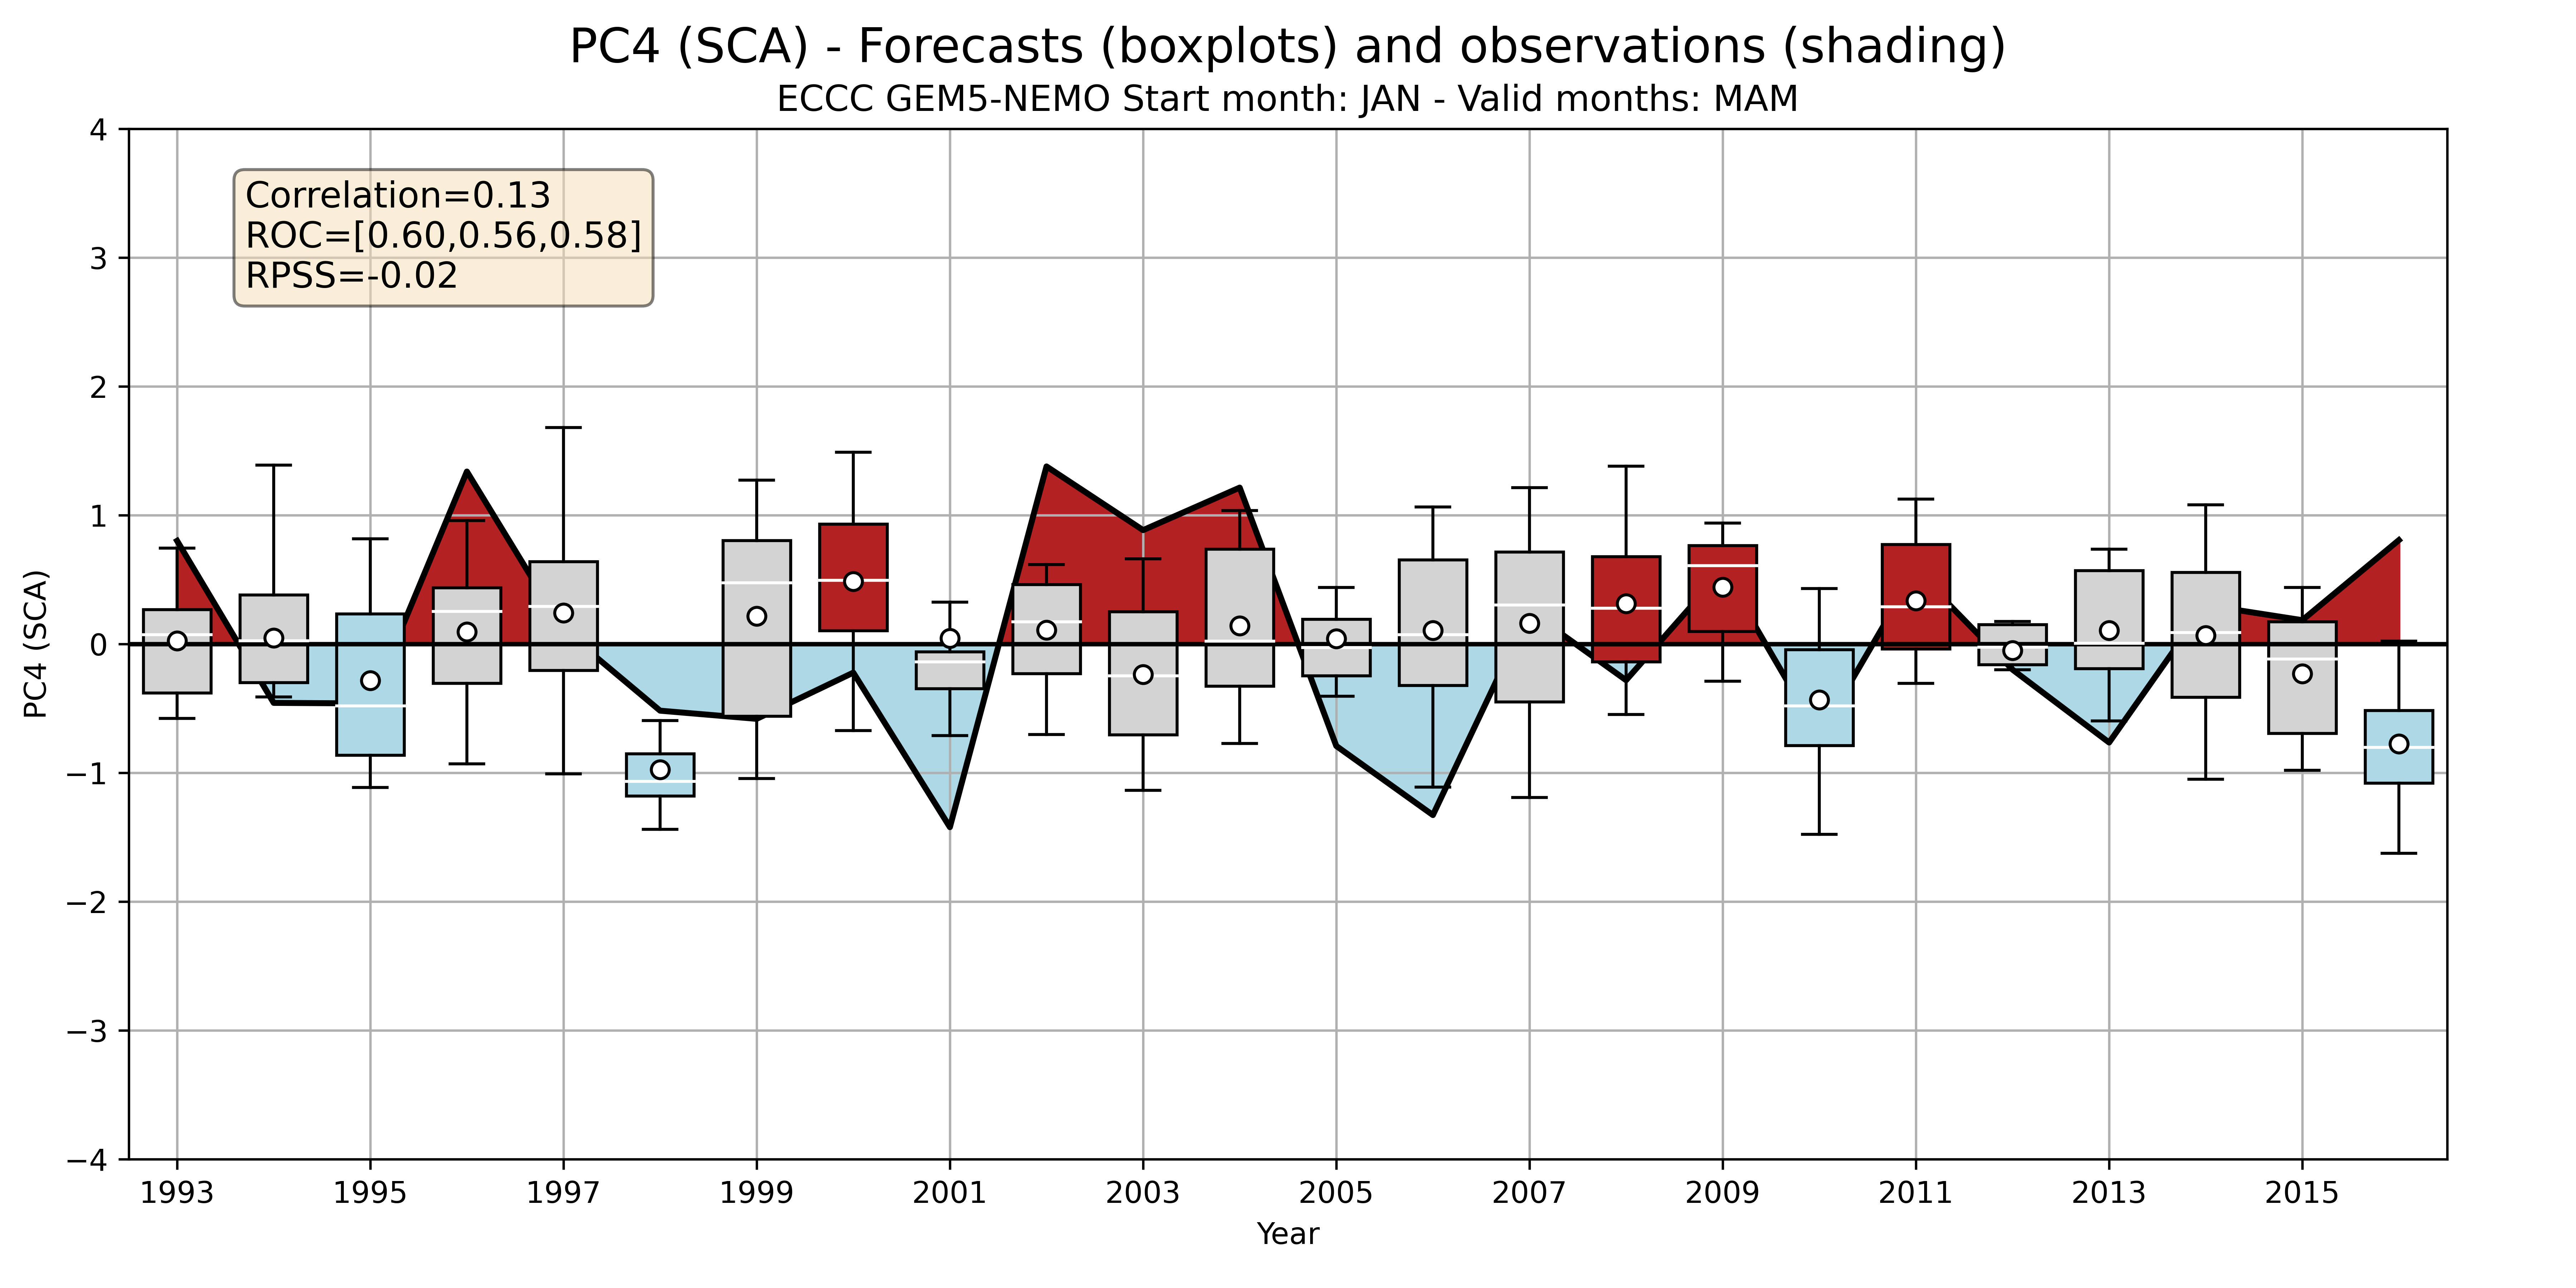 PC4 (SCA) - Forecasts (boxplots) and observations (shading)
ECCC GEM5-NEMO Start month: JAN - Valid months: MAM
Correlation=0.13
ROC=[0.60,0.56,0.58]
RPSS=-0.02
PC4 (SCA)
4
3
2
1
0
−1
−2
−3
−4
1993 1995 1997 1999 2001 2003 2005 2007 2009 2011 2013 2015
Year